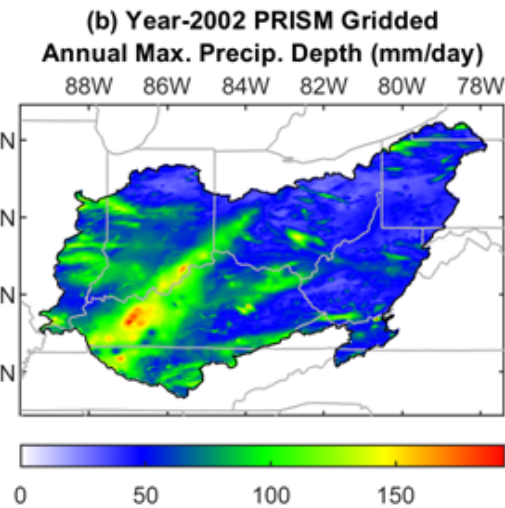 (b) Year-2002 PRISM Gridded
Annual Max. Precip. Depth (mm/day)
88W 86W 84W 82W 80W 78W
N
N
N
N
0 50 100 150